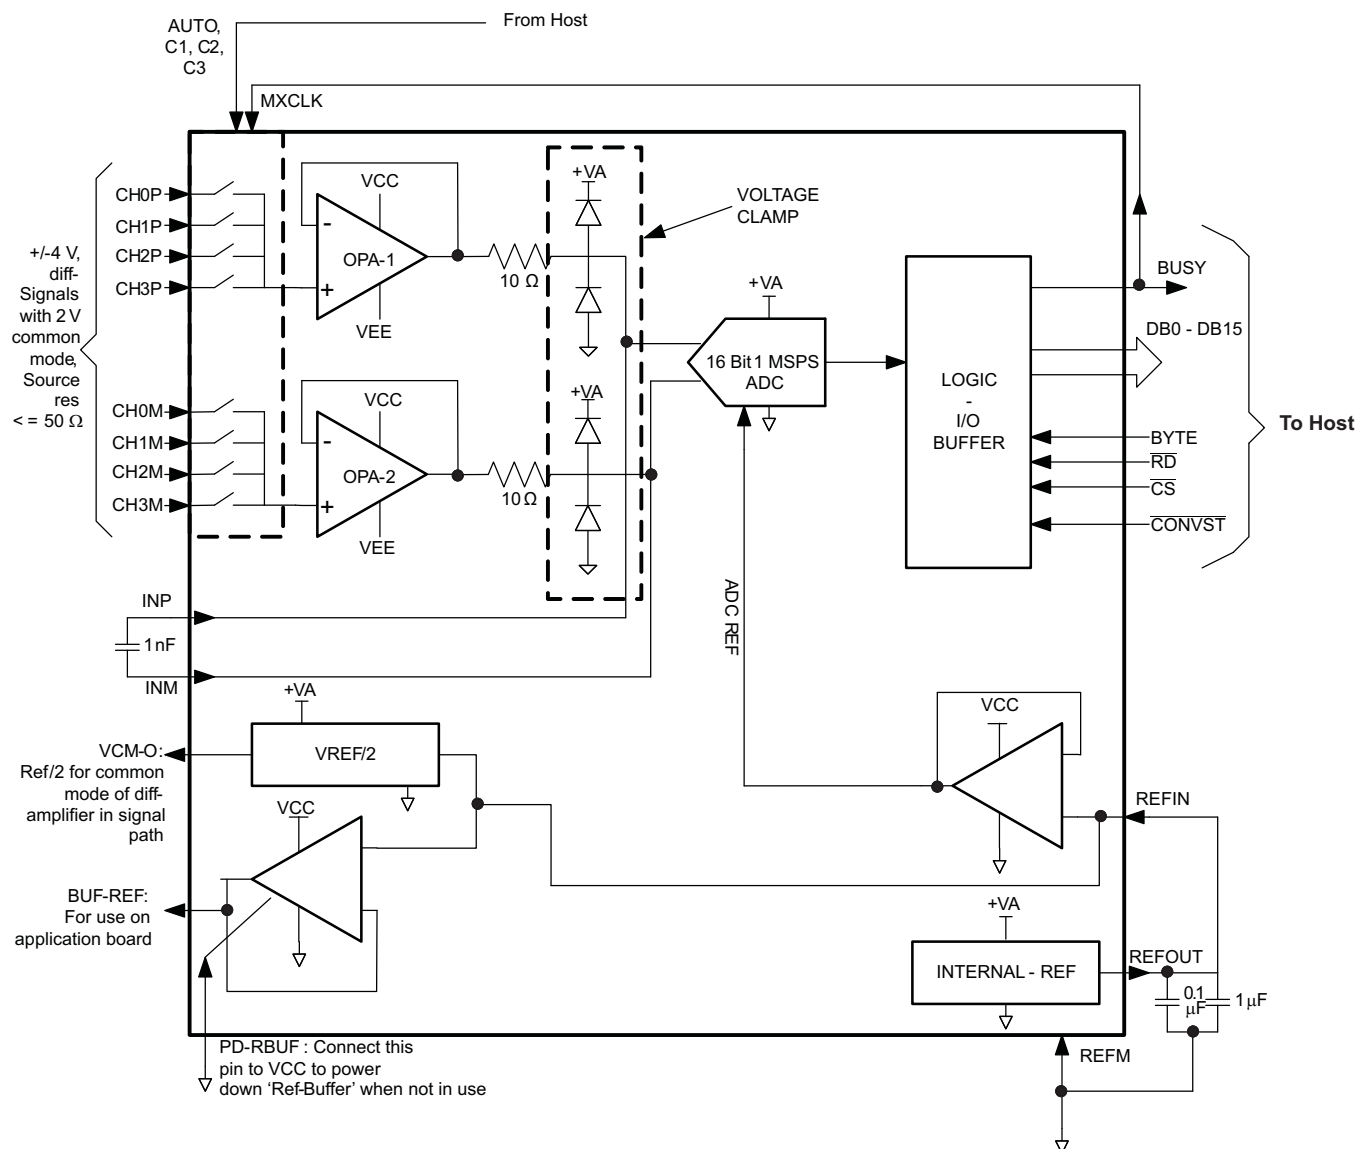 From Host
AUTO,
C1, C2,
C3
MXCLK
CH0P
CH1P
CH2P
CH3P
+/-4 V,
diff-
Signals
with 2 V
common
mode,
Source
res
< = 50 Ω
CH0M
CH1M
CH2M
CH3M
VCC
-
OPA-1
+
VEE
10 Ω
VCC
-
OPA-2
+
VEE
10 Ω
+VA
+VA
VOLTAGE
CLAMP
+VA
16 Bit 1 MSPS
ADC
LOGIC
-
I/O
BUFFER
BUSY
DB0 - DB15
BYTE
RD
CS
CONVST
To Host
INP
1 nF
INM
ADC REF
+VA
VREF/2
VCM-O:
Ref/2 for common
mode of diff-
amplifier in signal
path
VCC
BUF-REF:
For use on
application board
VCC
REFIN
+VA
INTERNAL - REF
REFOUT
0.1
μF
1 μF
REFM
PD-RBUF : Connect this
pin to VCC to power
down ‘Ref-Buffer’ when not in use